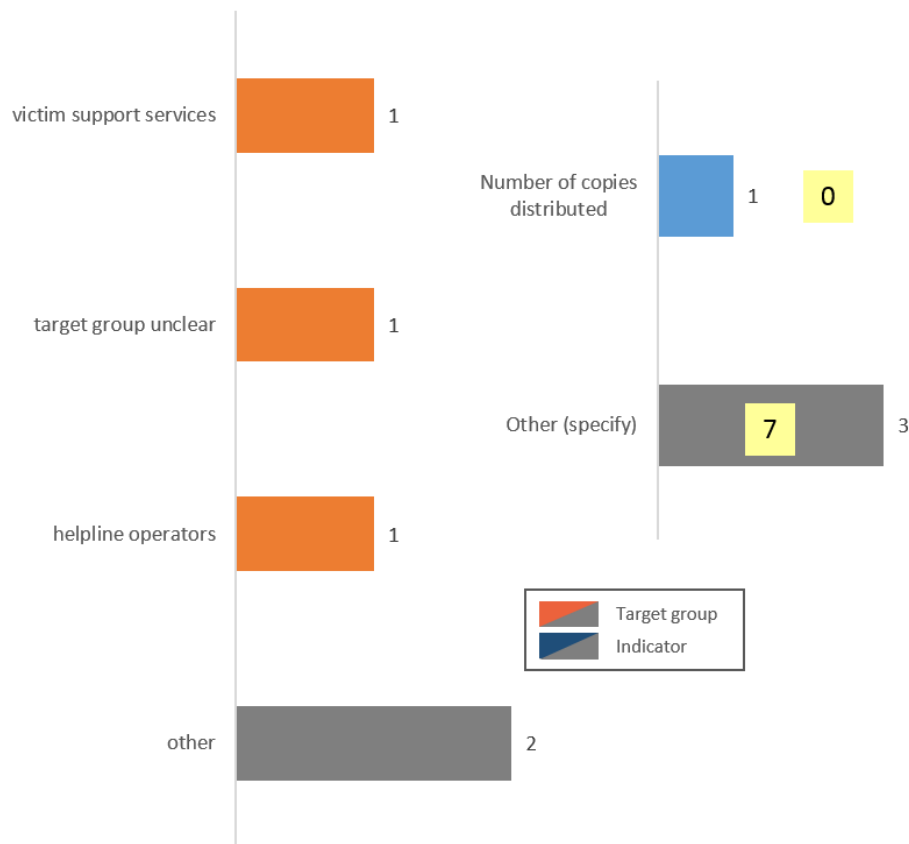 victim support services
1
target group unclear
1
helpline operators
1
other
2
Number of copies
distributed
1
0
Other (specify)
7
3
Target group
Indicator